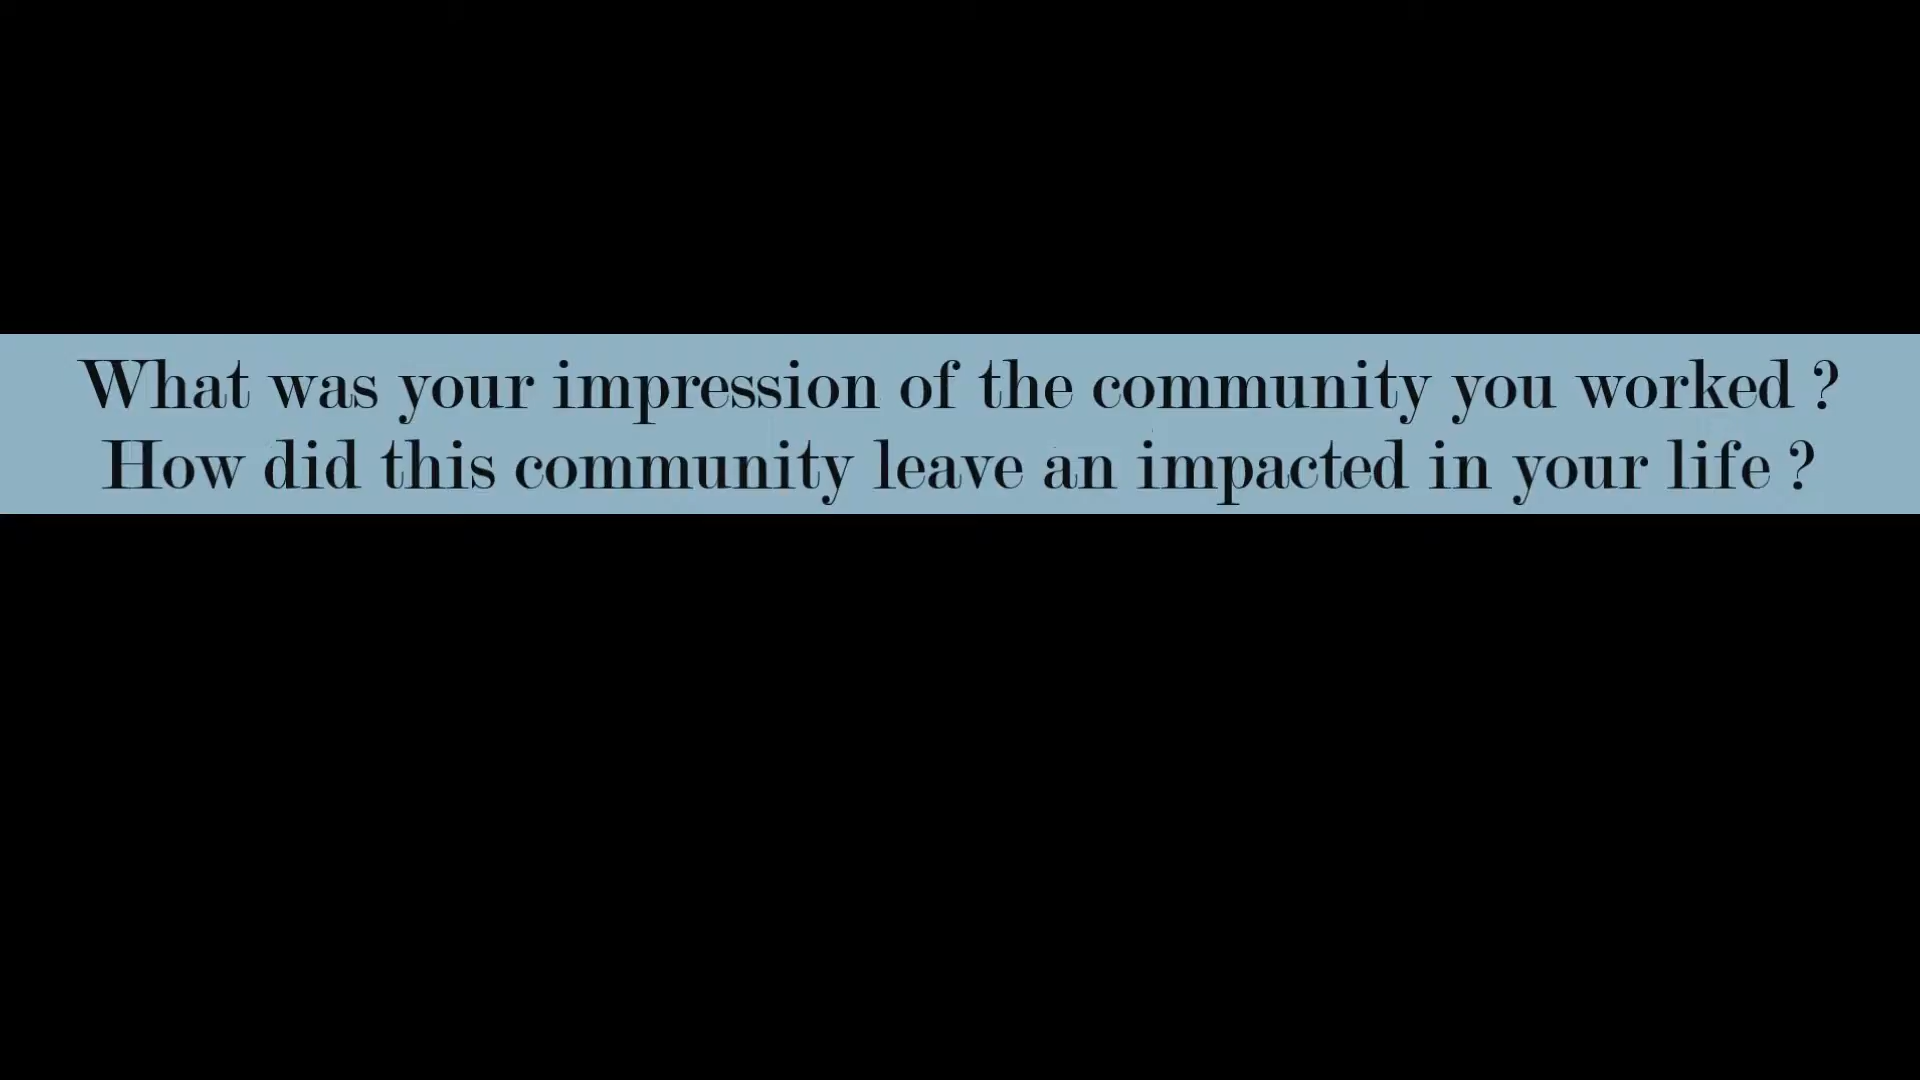 What was your impression of the community you worked ?
How did this community leave an impacted in your life ?